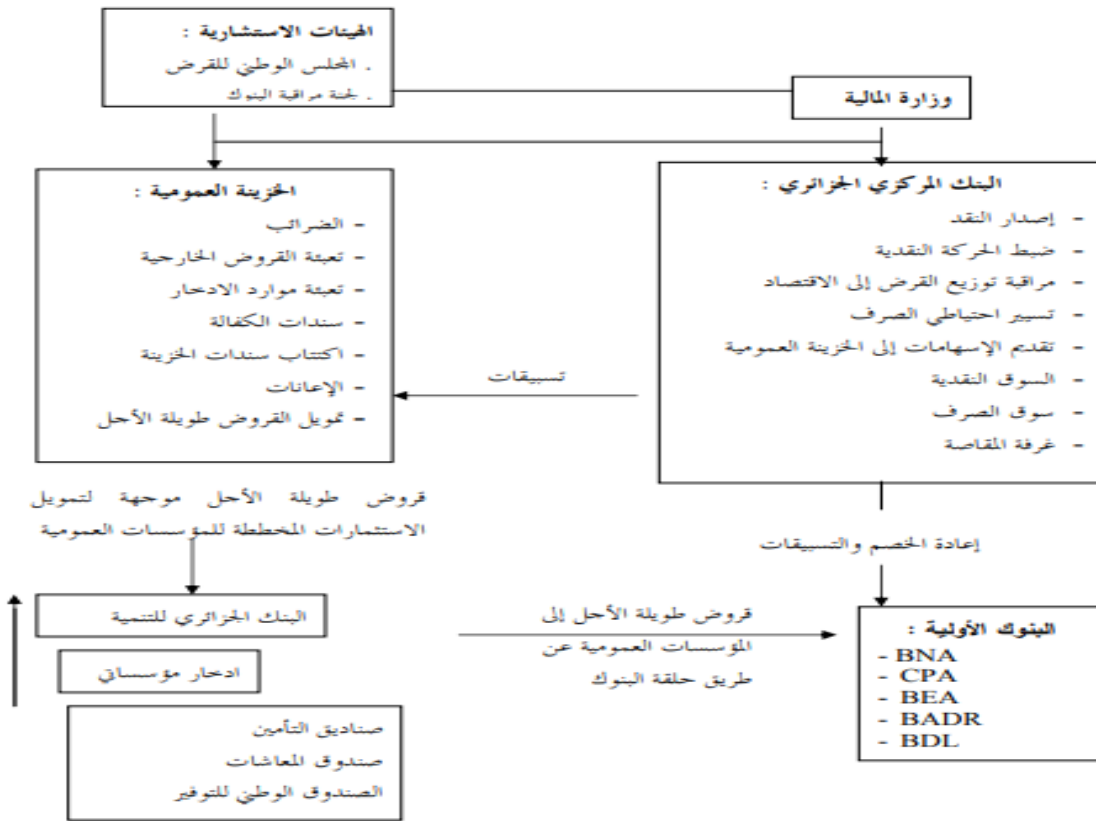 الهيئات الاستشارية :
. المجلس الوطني للقرض
. لجنة مراقبة البنوك
وزارة المالية
البنك المركزي الجزائري :
- إصدار النقد
- ضبط الحركة النقدية
- مراقبة توزيع القرض إلى الاقتصاد
- تسيير احتياطي الصرف
- تقديم الإسهامات إلى الخزينة العمومية
- السوق النقدية
- سوق الصرف
- غرفة المقاصة
الخزينة العمومية :
- الضرائب
- تعبئة القروض الخارجية
- تعبئة موارد الادخار
- سندات الكفالة
- اكتتاب سندات الخزينة
- الإعانات
- تمويل القروض طويلة الأجل
تسبيقات
قروض طويلة الأجل موجهة لتمويل
الاستثمارات المخططة للمؤسسات العمومية
إعادة الخصم والتسبيقات
البنك الجزائري للتنمية
ادخار مؤسساتي
صناديق التأمين
صندوق المعاشات
الصندوق الوطني للتوفير
قروض طويلة الأجل إلى
المؤسسات العمومية عن
طريق حلقة البنوك
البنوك الأولية :
- BNA
- CPA
- BEA
- BADR
- BDL